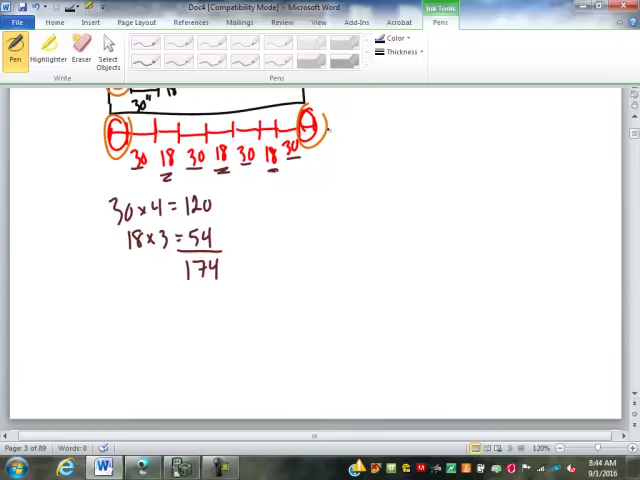 Doc4 [Compatibility Mode] - Microsoft Word
Ink Tools
File Home Insert Page Layout References Mailings Review View Add-Ins Acrobat Pens
Pen Highlighter Eraser Select Objects
Color
Thickness
Write
Pens
30" 18
30 18 30 18 30 18 30
30 x 4 = 120
18 x 3 = 54
174
Page: 3 of 89 Words: 0 120%
8:44 AM
9/1/2016